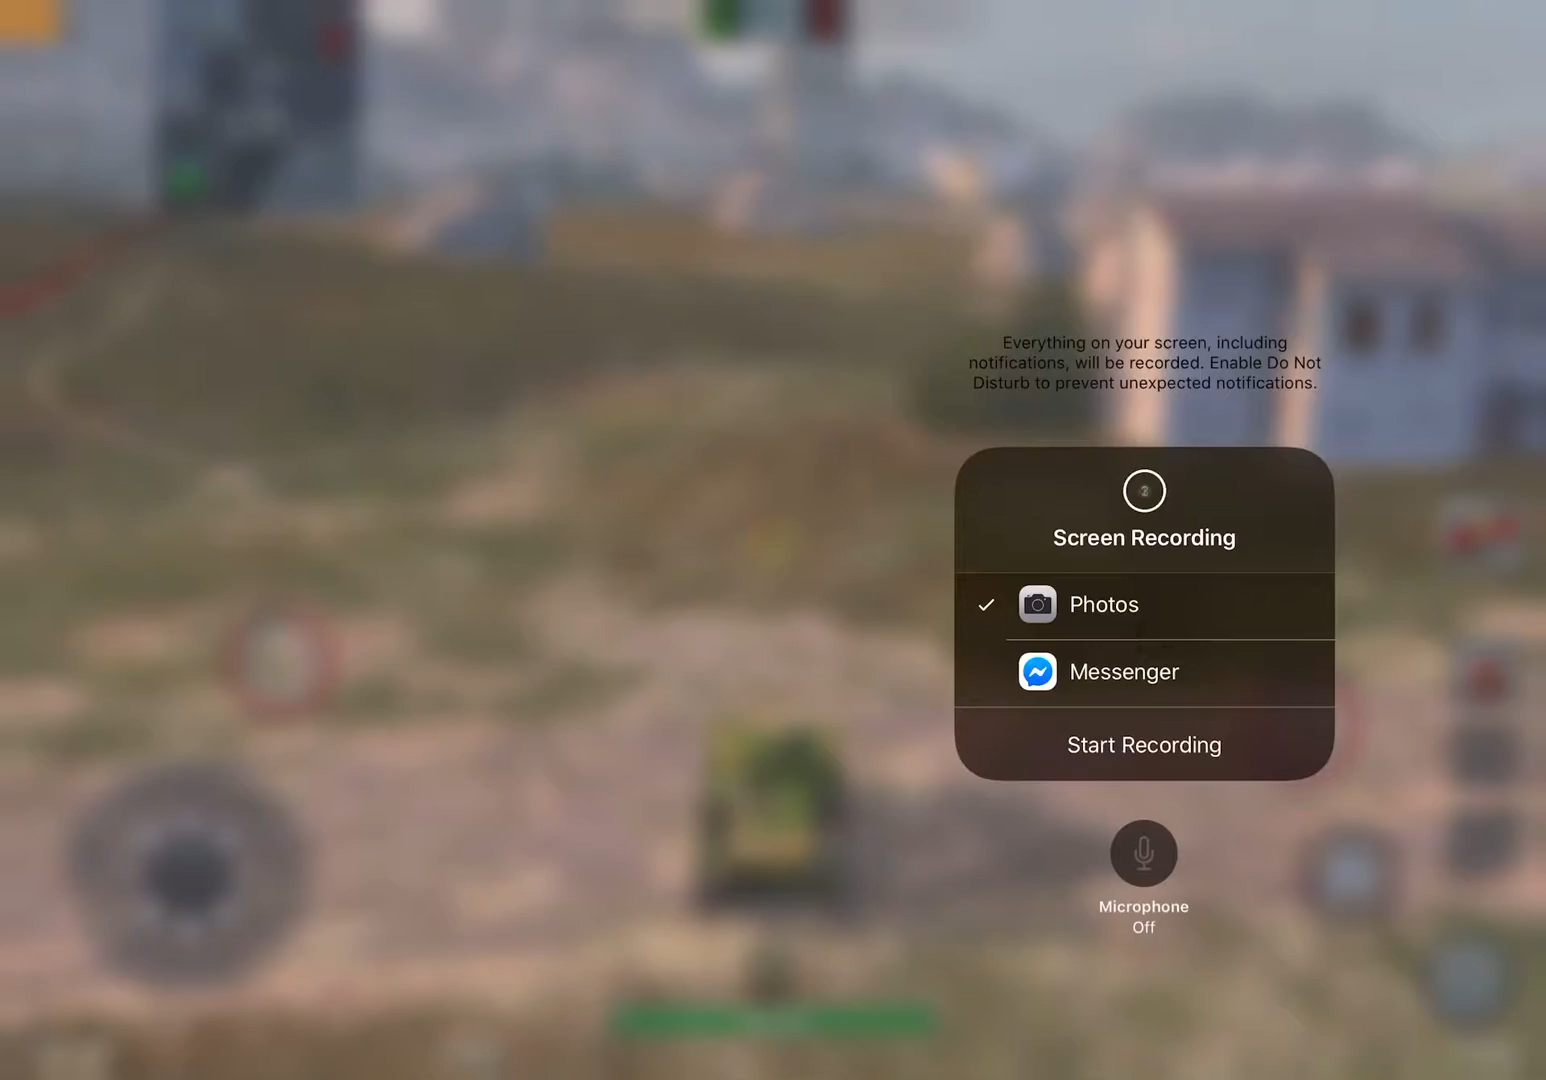 Everything on your screen, including
notifications, will be recorded. Enable Do Not
Disturb to prevent unexpected notifications.
2
Screen Recording
Photos
Messenger
Start Recording
Microphone
Off